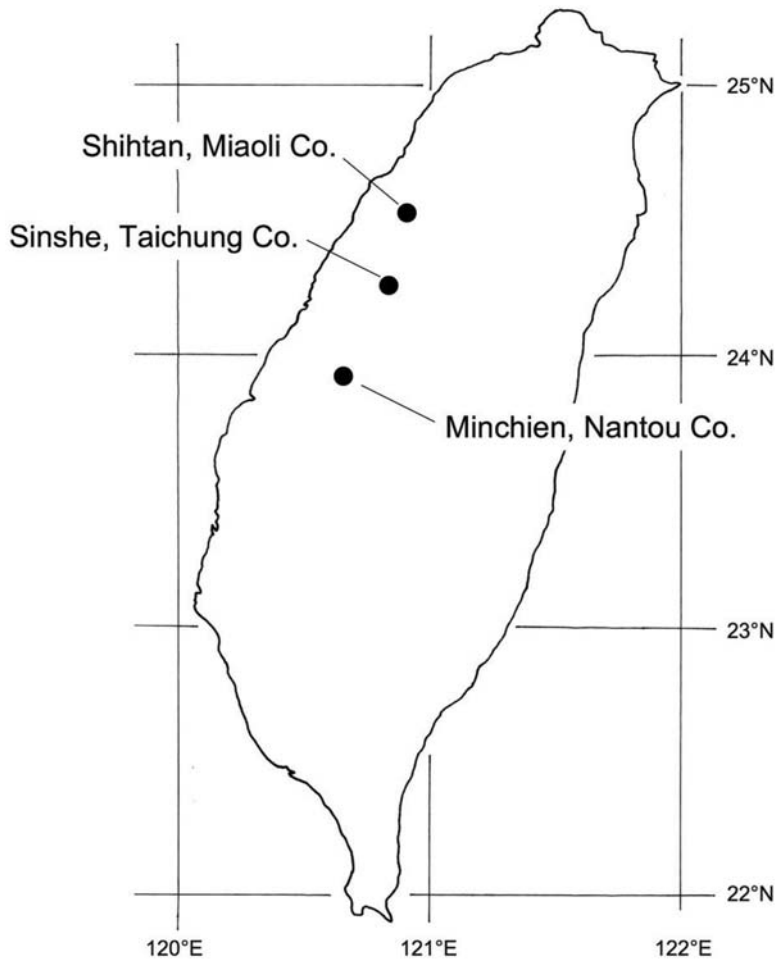 25°N
Shihtan, Miaoli Co.
Sinshe, Taichung Co.
24°N
Minchien, Nantou Co.
23°N
22°N
120°E
121°E
122°E